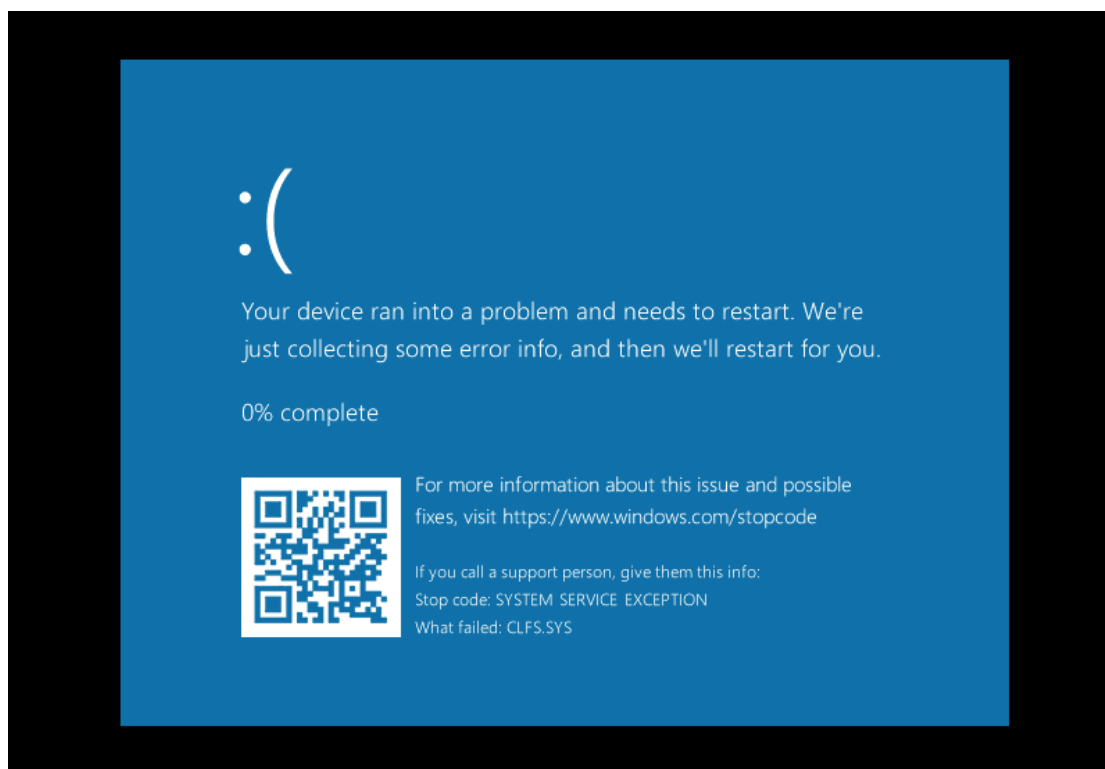 :(
Your device ran into a problem and needs to restart. We're
just collecting some error info, and then we'll restart for you.
0% complete
For more information about this issue and possible
fixes, visit https://www.windows.com/stopcode
If you call a support person, give them this info:
Stop code: SYSTEM SERVICE EXCEPTION
What failed: CLFS.SYS